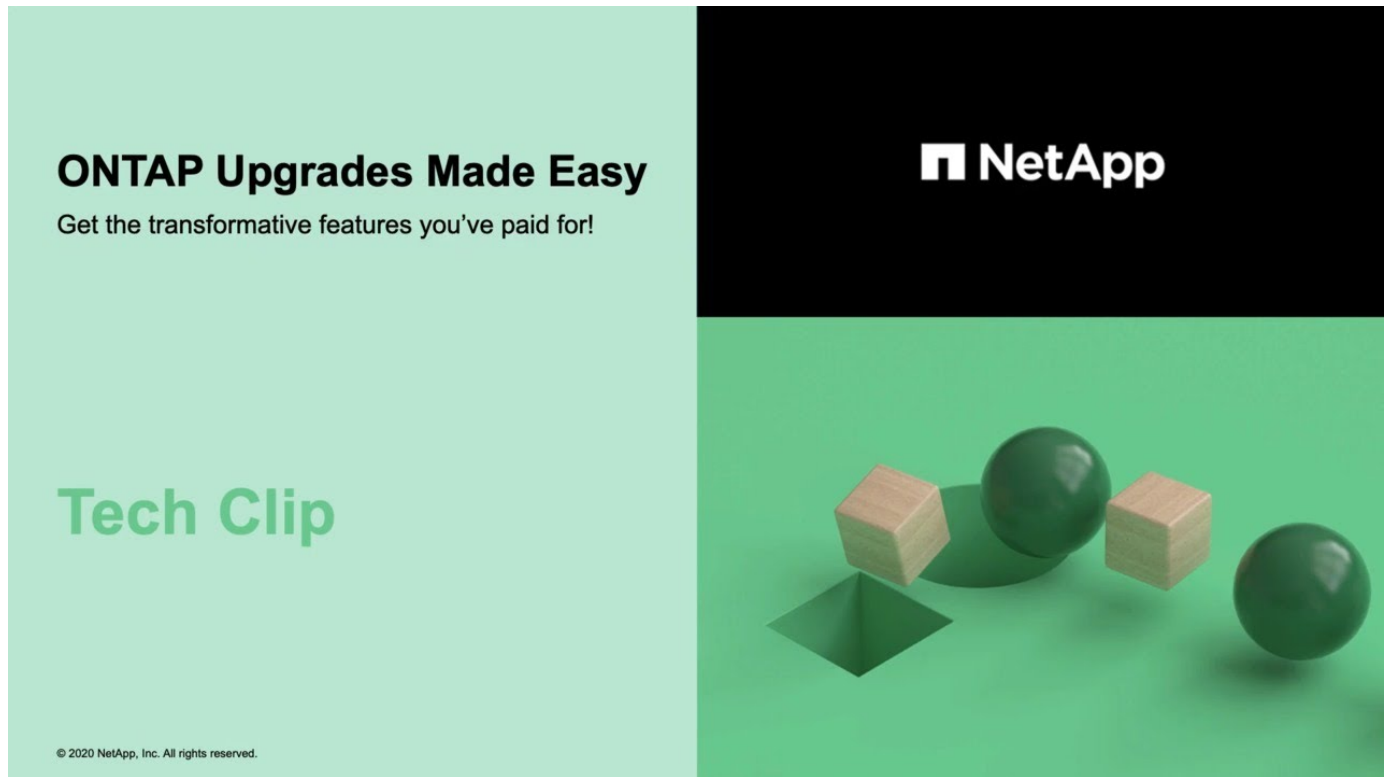 ONTAP Upgrades Made Easy
Get the transformative features you’ve paid for!
NetApp
Tech Clip
© 2020 NetApp, Inc. All rights reserved.